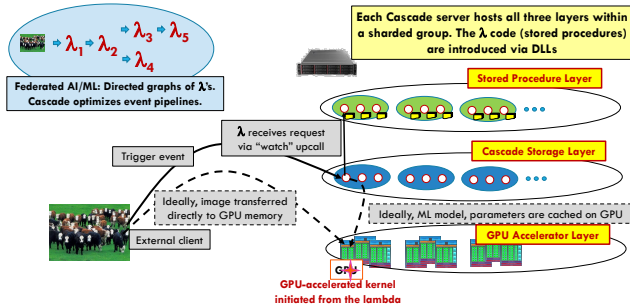 λ₁
λ₂
λ₃
λ₅
λ₄
Federated AI/ML: Directed graphs of λ's.
Cascade optimizes event pipelines.
Each Cascade server hosts all three layers within
a sharded group. The λ code (stored procedures)
are introduced via DLLs
Stored Procedure Layer
λ receives request
via “watch” upcall
Trigger event
Cascade Storage Layer
Ideally, image transferred
directly to GPU memory
Ideally, ML model, parameters are cached on GPU
External client
GPU Accelerator Layer
GPU
GPU-accelerated kernel
initiated from the lambda